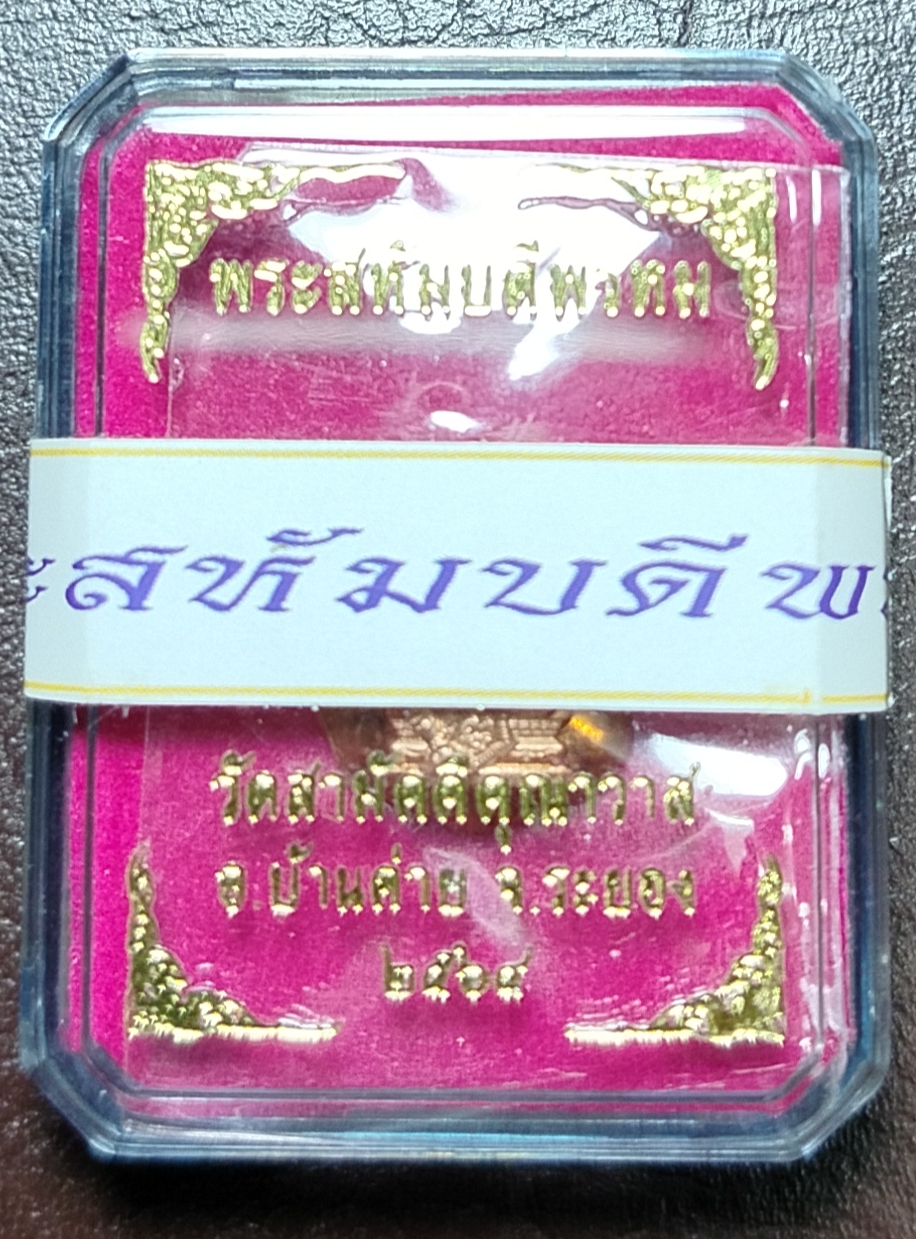 พระสหัมบดีพรหม
ะสหัมบดีพ
วัดสามัคคีคุณาวาส
อ.บ้านค่าย จ.ระยอง
๒๕๖๕